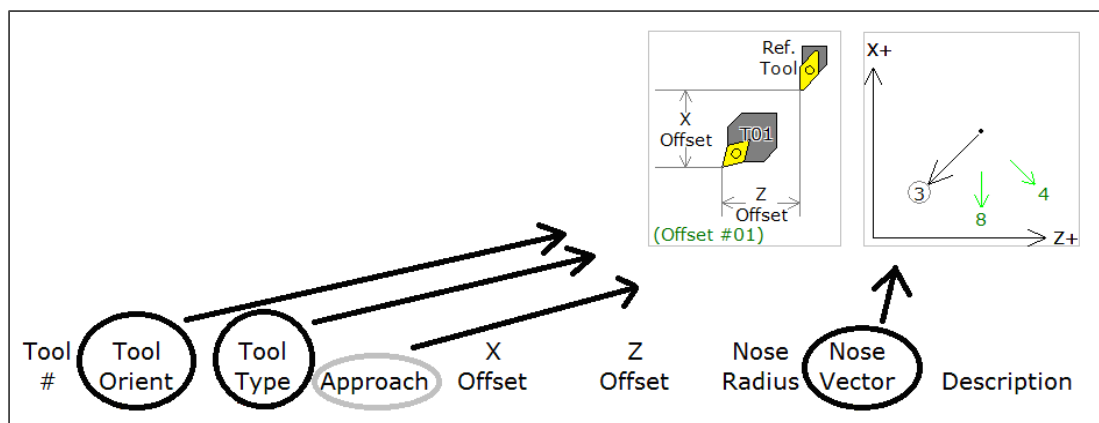 Ref.
Tool
X
Offset
T01
Z
Offset
(Offset #01)
X+
3
8
4
Z+
Tool Tool Tool X Z Nose Nose
# Orient Type Approach Offset Offset Radius Vector Description